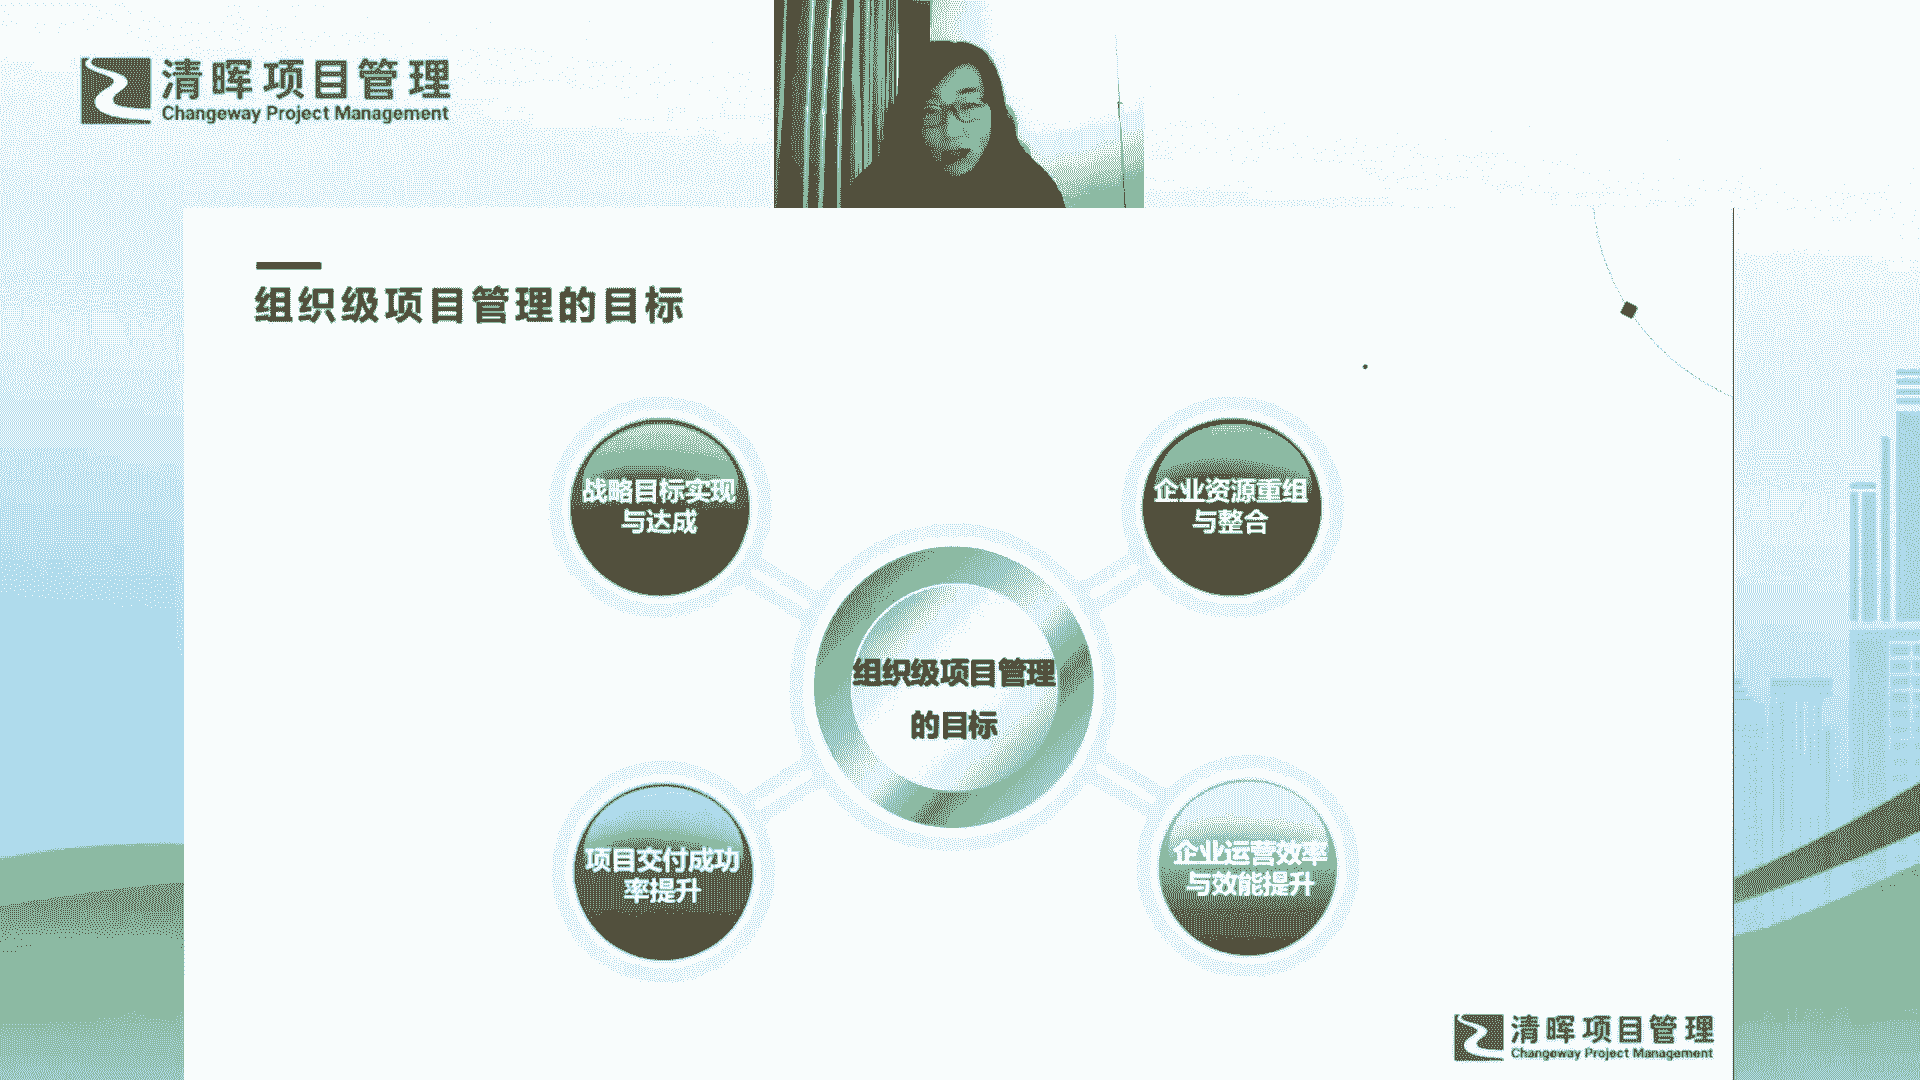 清晖项目管理
Changeway Project Management
组织级项目管理的目标
战略目标实现
与达成
企业资源重组
与整合
组织级项目管理
的目标
项目交付成功
率提升
企业运营效率
与效能提升
清晖项目管理
Changeway Project Management